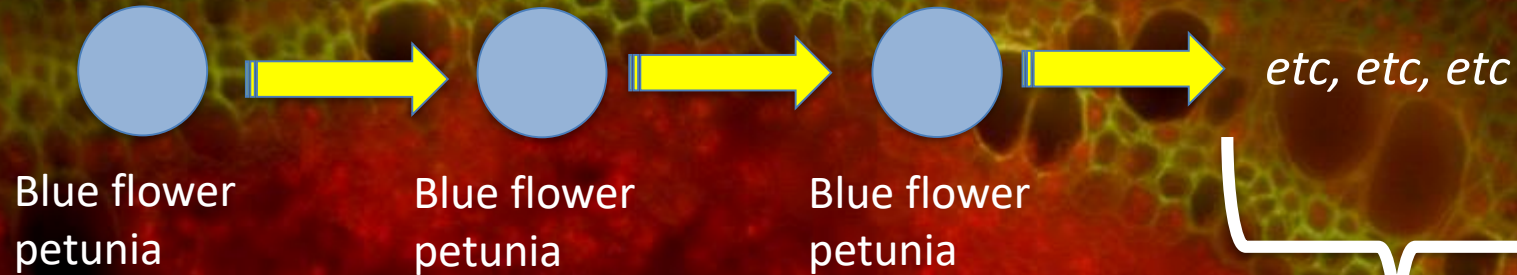 etc, etc, etc
Blue flower
petunia
Blue flower
petunia
Blue flower
petunia